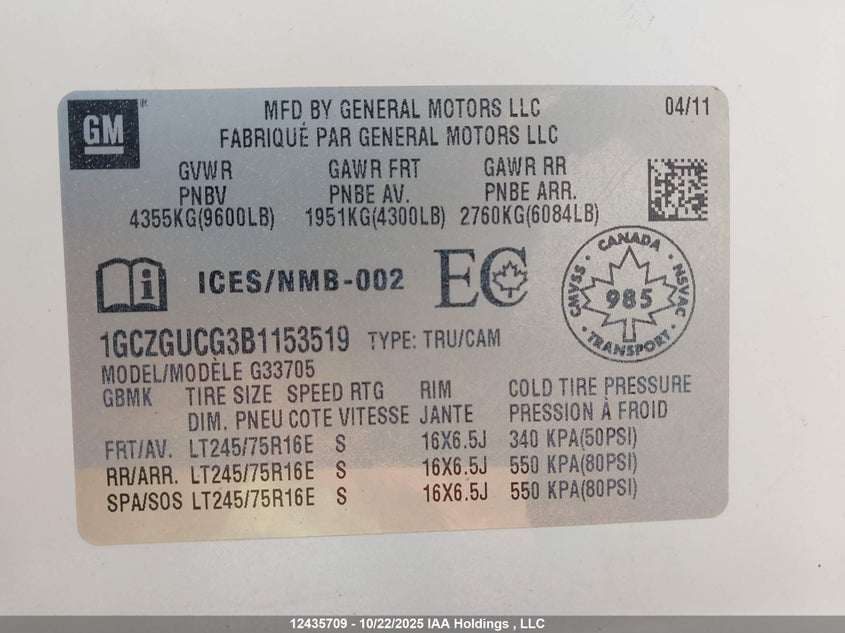 GM
MFD BY GENERAL MOTORS LLC 04/11
FABRIQUÉ PAR GENERAL MOTORS LLC
GVWR GAWR FRT GAWR RR
PNBV PNBE AV. PNBE ARR.
4355KG(9600LB) 1951KG(4300LB) 2760KG(6084LB)
ICES/NMB-002 EC
CANADA
CMVSS 985 NSVAC
TRANSPORT
1GCZGUCG3B1153519 TYPE: TRU/CAM
MODEL/MODÈLE G33705
GBMK TIRE SIZE SPEED RTG RIM COLD TIRE PRESSURE
DIM. PNEU COTE VITESSE JANTE PRESSION À FROID
FRT/AV. LT245/75R16E S 16X6.5J 340 KPA(50PSI)
RR/ARR. LT245/75R16E S 16X6.5J 550 KPA(80PSI)
SPA/SOS LT245/75R16E S 16X6.5J 550 KPA(80PSI)
12435709 - 10/22/2025 IAA Holdings , LLC